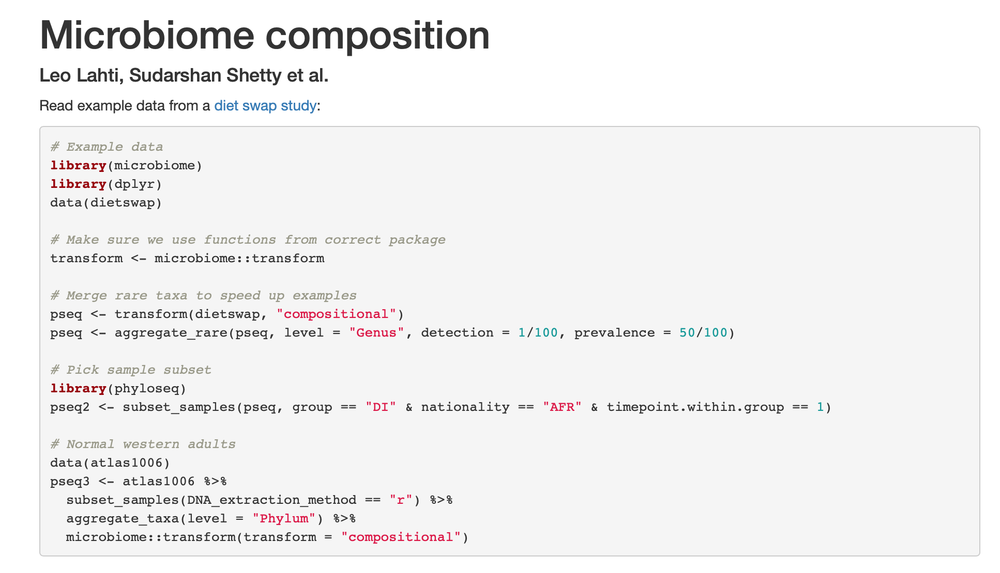 Microbiome composition
Leo Lahti, Sudarshan Shetty et al.
Read example data from a diet swap study:
# Example data
library(microbiome)
library(dplyr)
data(dietswap)
# Make sure we use functions from correct package
transform <- microbiome::transform
# Merge rare taxa to speed up examples
pseq <- transform(dietswap, "compositional")
pseq <- aggregate_rare(pseq, level = "Genus", detection = 1/100, prevalence = 50/100)
# Pick sample subset
library(phyloseq)
pseq2 <- subset_samples(pseq, group == "DI" & nationality == "AFR" & timepoint.within.group == 1)
# Normal western adults
data(atlas1006)
pseq3 <- atlas1006 %>%
  subset_samples(DNA_extraction_method == "r") %>%
  aggregate_taxa(level = "Phylum") %>%
  microbiome::transform(transform = "compositional")